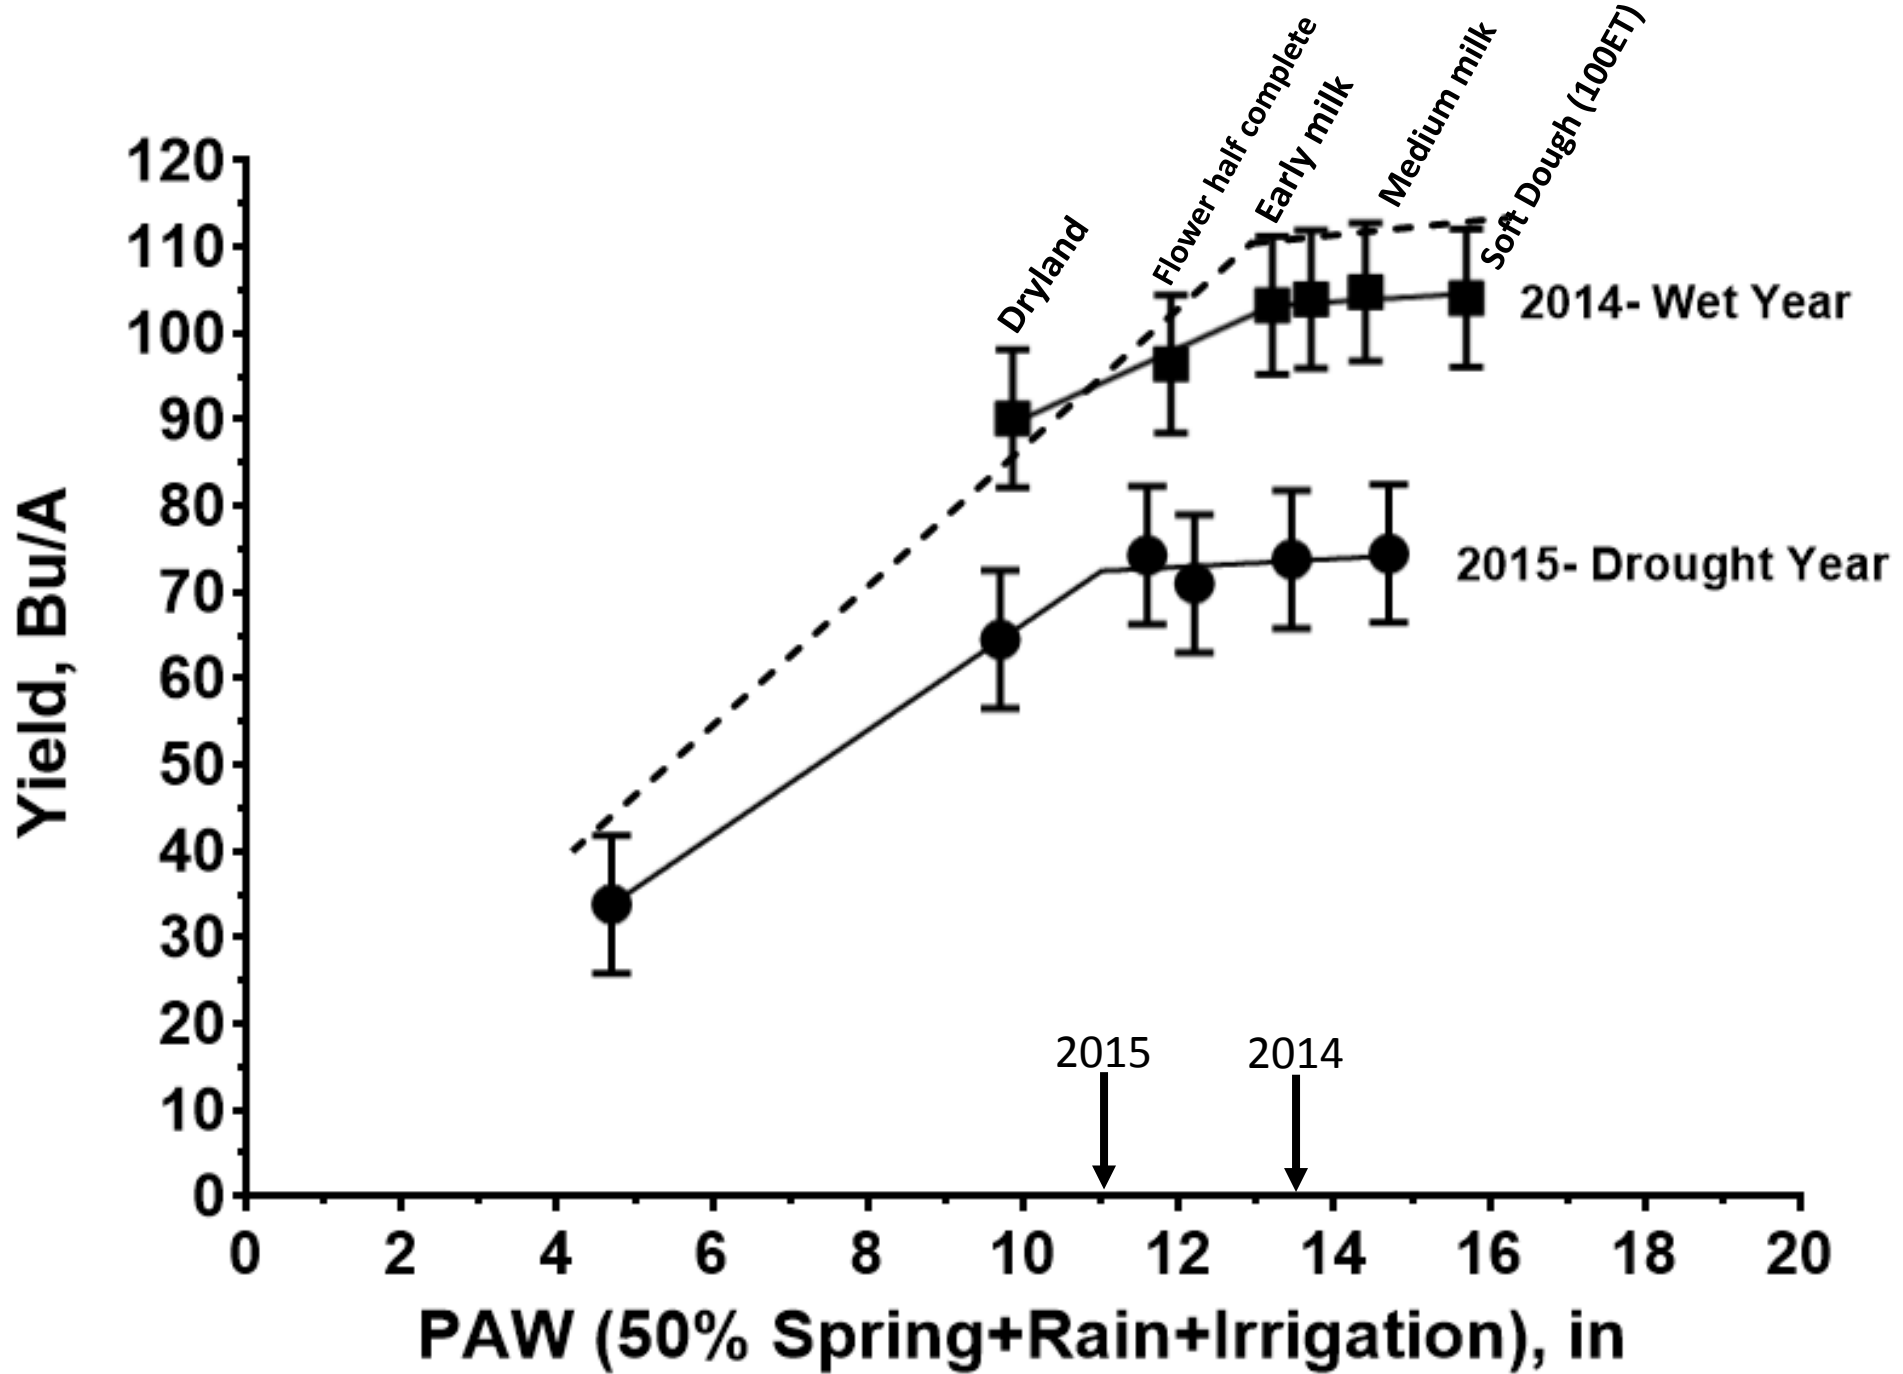 Dryland
Flower half complete
Early milk
Medium milk
Soft Dough (100ET)
120
110
100
90
80
70
60
50
40
30
20
10
0
Yield, Bu/A
2014- Wet Year
2015- Drought Year
2015
2014
0 2 4 6 8 10 12 14 16 18 20
PAW (50% Spring+Rain+Irrigation), in